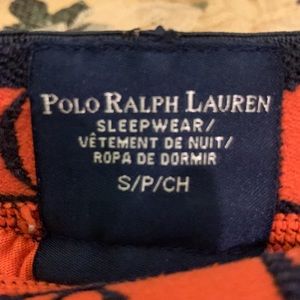 POLO RALPH LAUREN
SLEEPWEAR/
VÊTEMENT DE NUIT/
ROPA DE DORMIR
S/P/CH